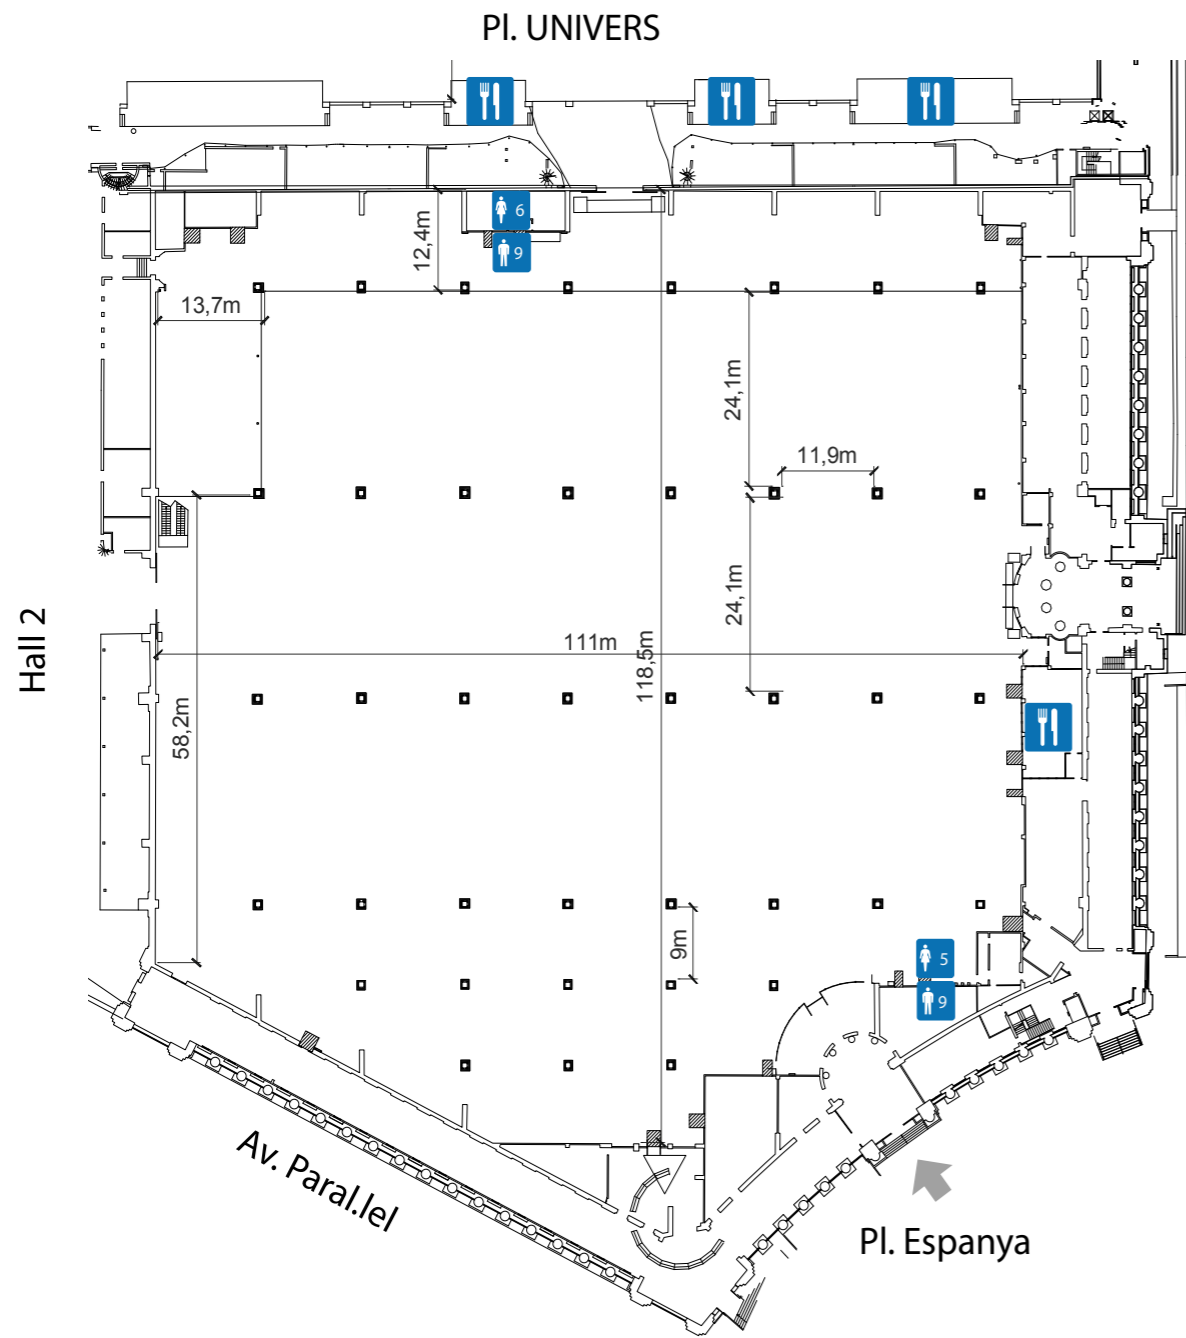 Pl. UNIVERS
6
9
12,4m
13,7m
24,1m
11,9m
24,1m
Hall 2
111m
118,5m
58,2m
9m
5
9
Av. Paral.lel
Pl. Espanya